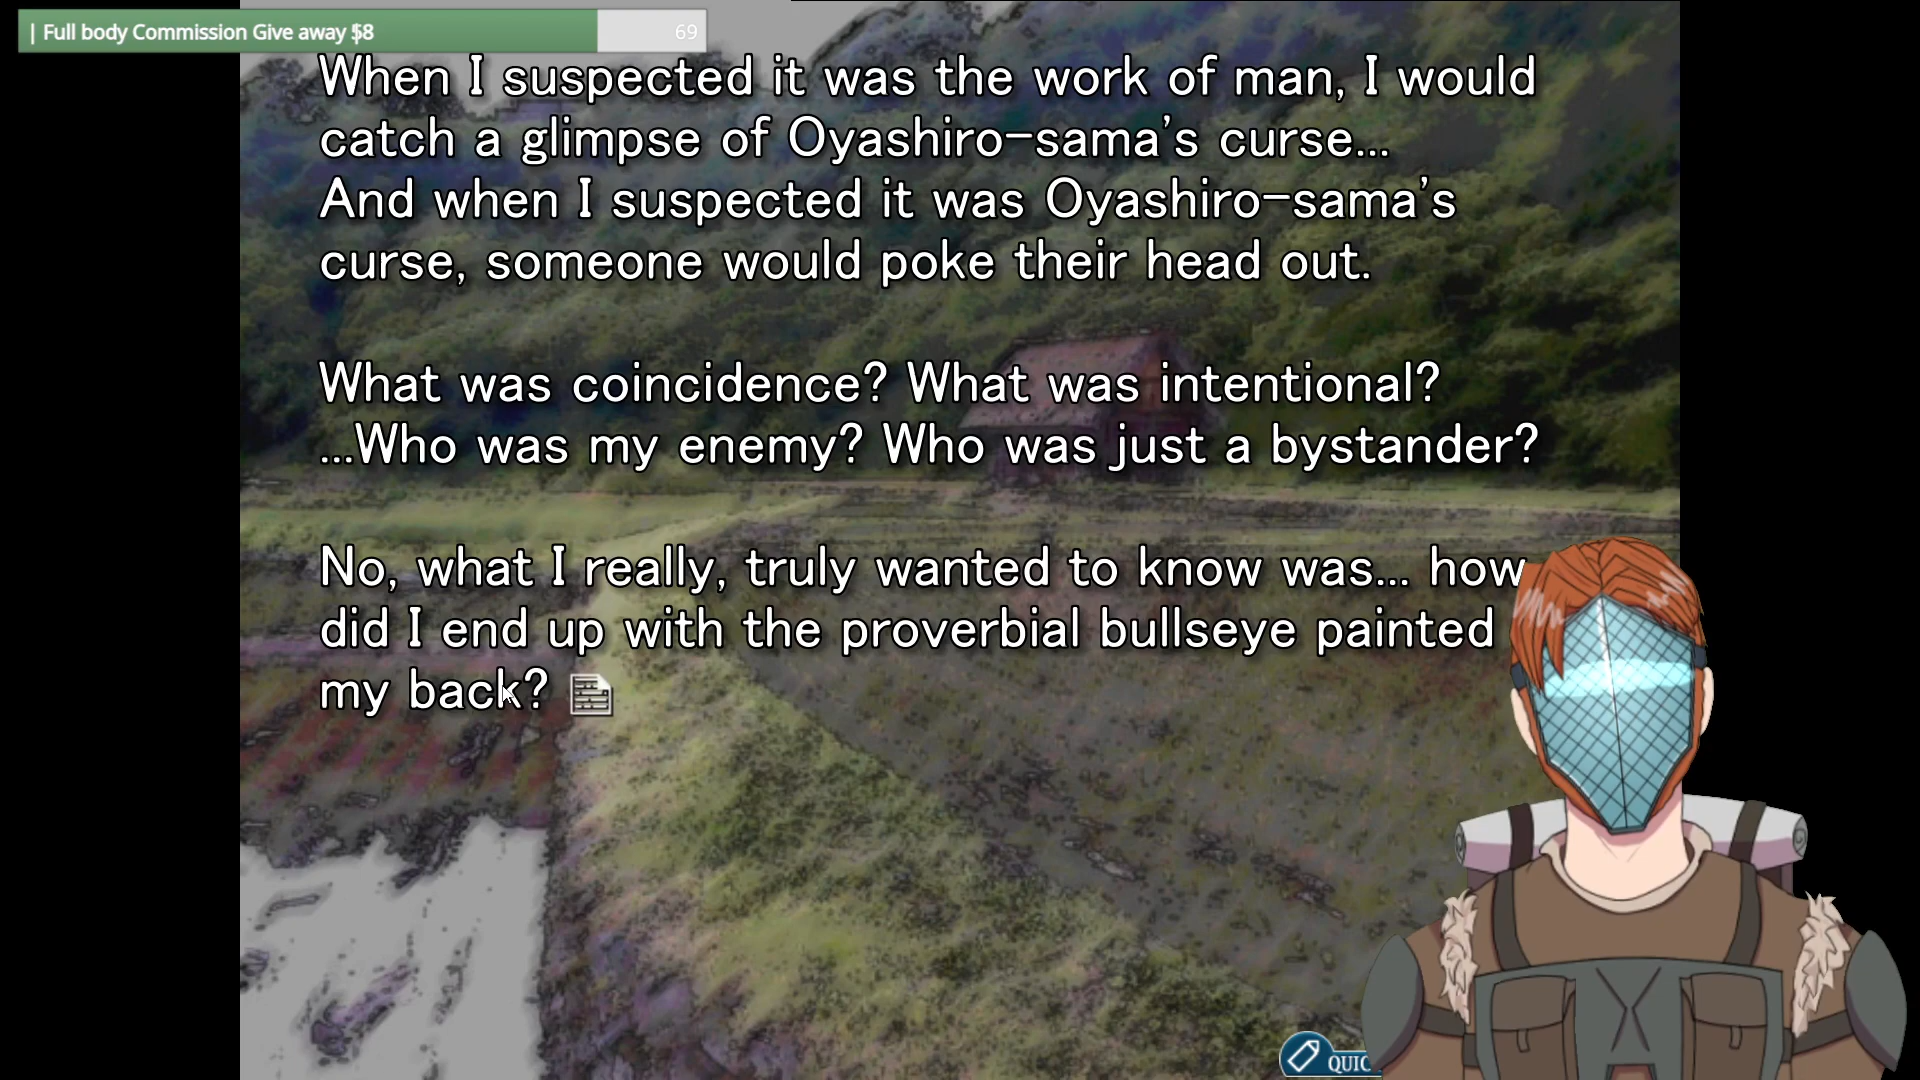 | Full body Commission Give away $8
69
When I suspected it was the work of man, I would
catch a glimpse of Oyashiro-sama's curse...
And when I suspected it was Oyashiro-sama's
curse, someone would poke their head out.
What was coincidence? What was intentional?
...Who was my enemy? Who was just a bystander?
No, what I really, truly wanted to know was... how
did I end up with the proverbial bullseye painted
my back?
QUIC